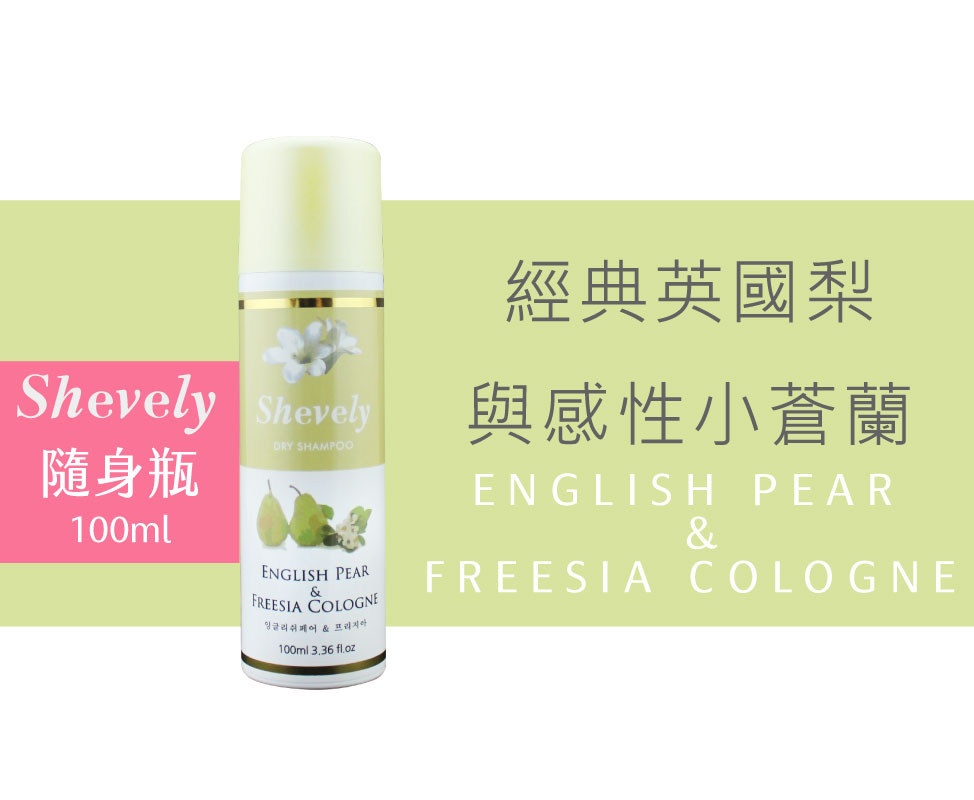 Shevely
隨身瓶
100ml
Shevely
DRY SHAMPOO
ENGLISH PEAR
&
FREESIA COLOGNE
잉글리쉬페어 & 프리지아
100ml 3.36 fl.oz
經典英國梨
與感性小蒼蘭
ENGLISH PEAR
&
FREESIA COLOGNE